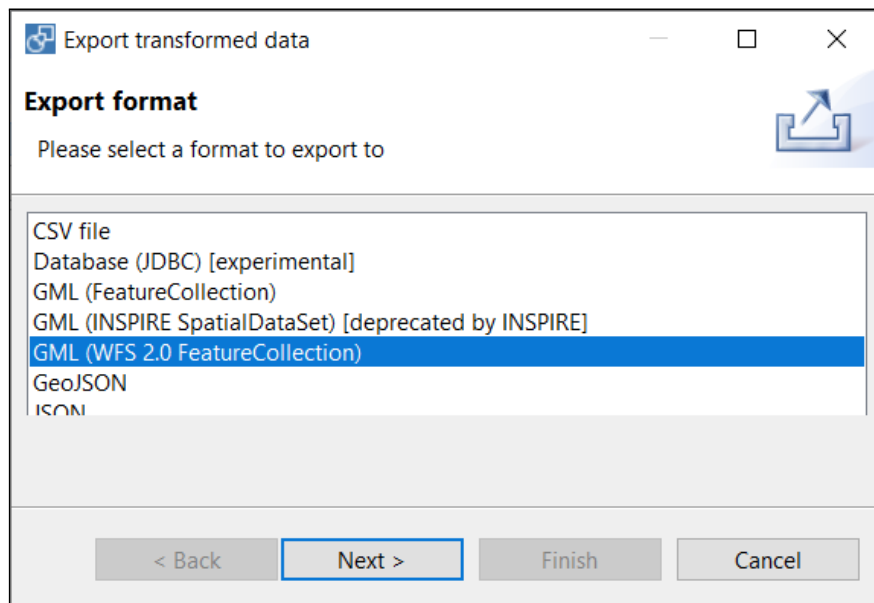 Export transformed data
Export format
Please select a format to export to
CSV file
Database (JDBC) [experimental]
GML (FeatureCollection)
GML (INSPIRE SpatialDataSet) [deprecated by INSPIRE]
GML (WFS 2.0 FeatureCollection)
GeoJSON
JSON
< Back
Next >
Finish
Cancel